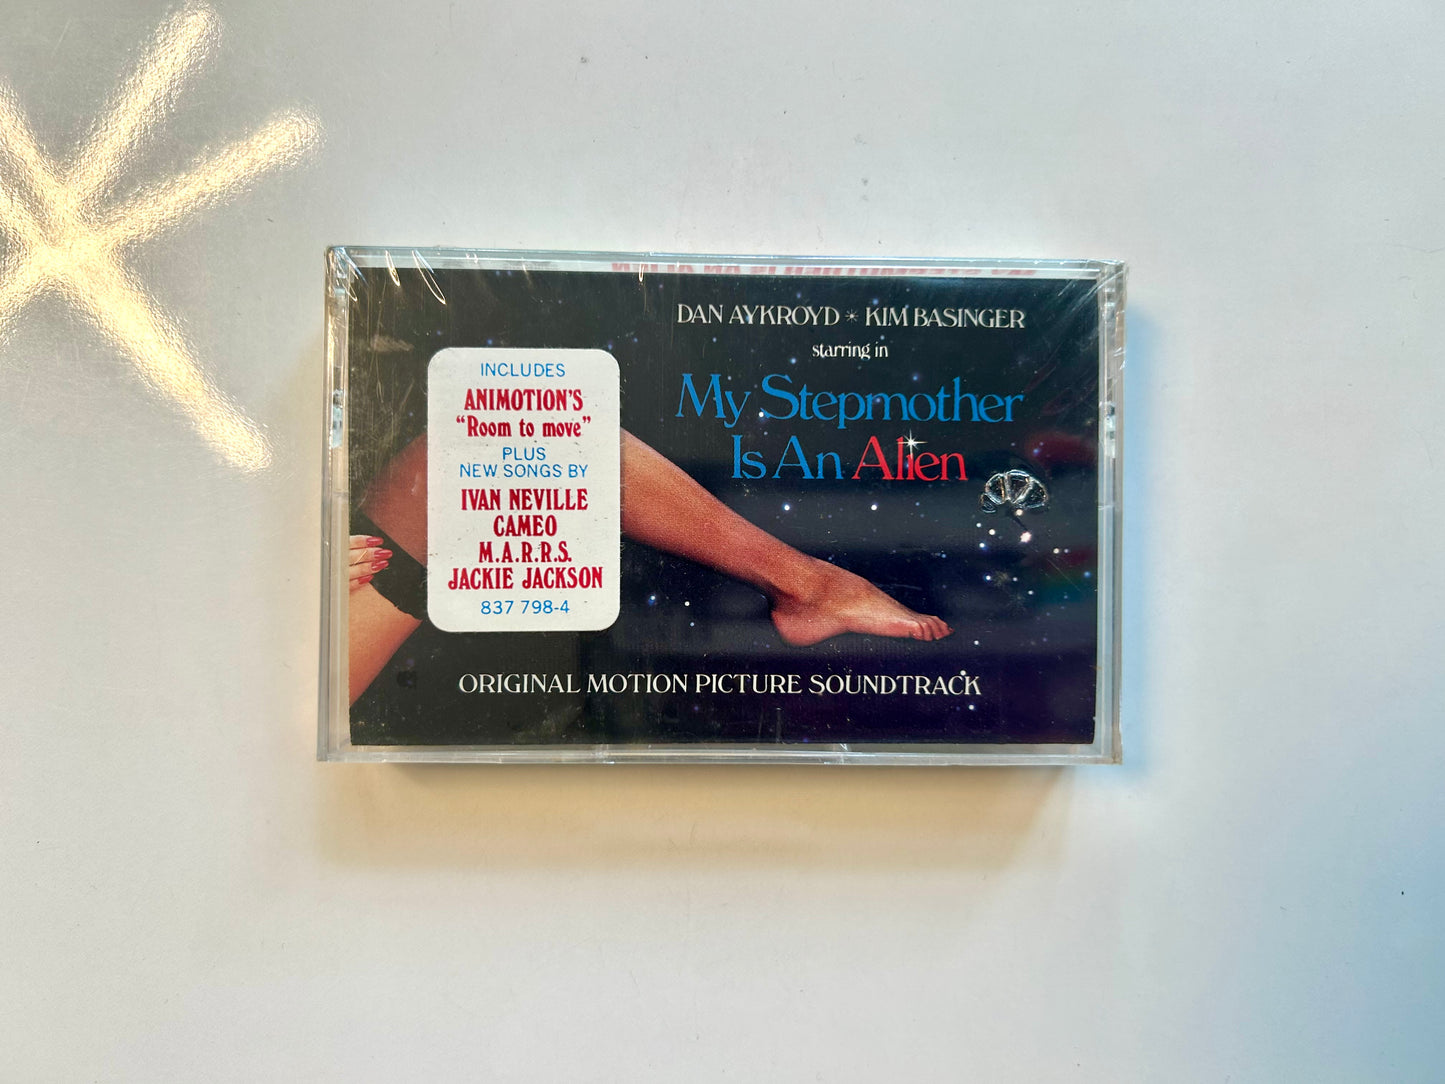 DAN AYKROYD * KIM BASINGER
starring in
My Stepmother
Is An Alien
INCLUDES
ANIMOTION'S
"Room to move"
PLUS
NEW SONGS BY
IVAN NEVILLE
CAMEO
M.A.R.R.S.
JACKIE JACKSON
837 798-4
ORIGINAL MOTION PICTURE SOUNDTRACK